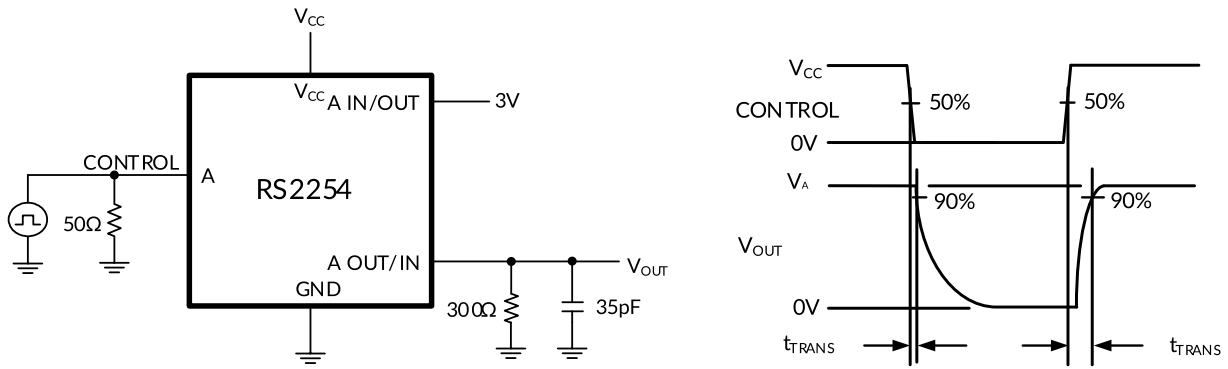 VCC
VCC
A IN/OUT
3V
CONTROL
A
RS2254
50Ω
A OUT/IN
VOUT
GND
300Ω
35pF
VCC
50%
50%
CONTROL
0V
VA
90%
90%
VOUT
0V
tTRANS
tTRANS